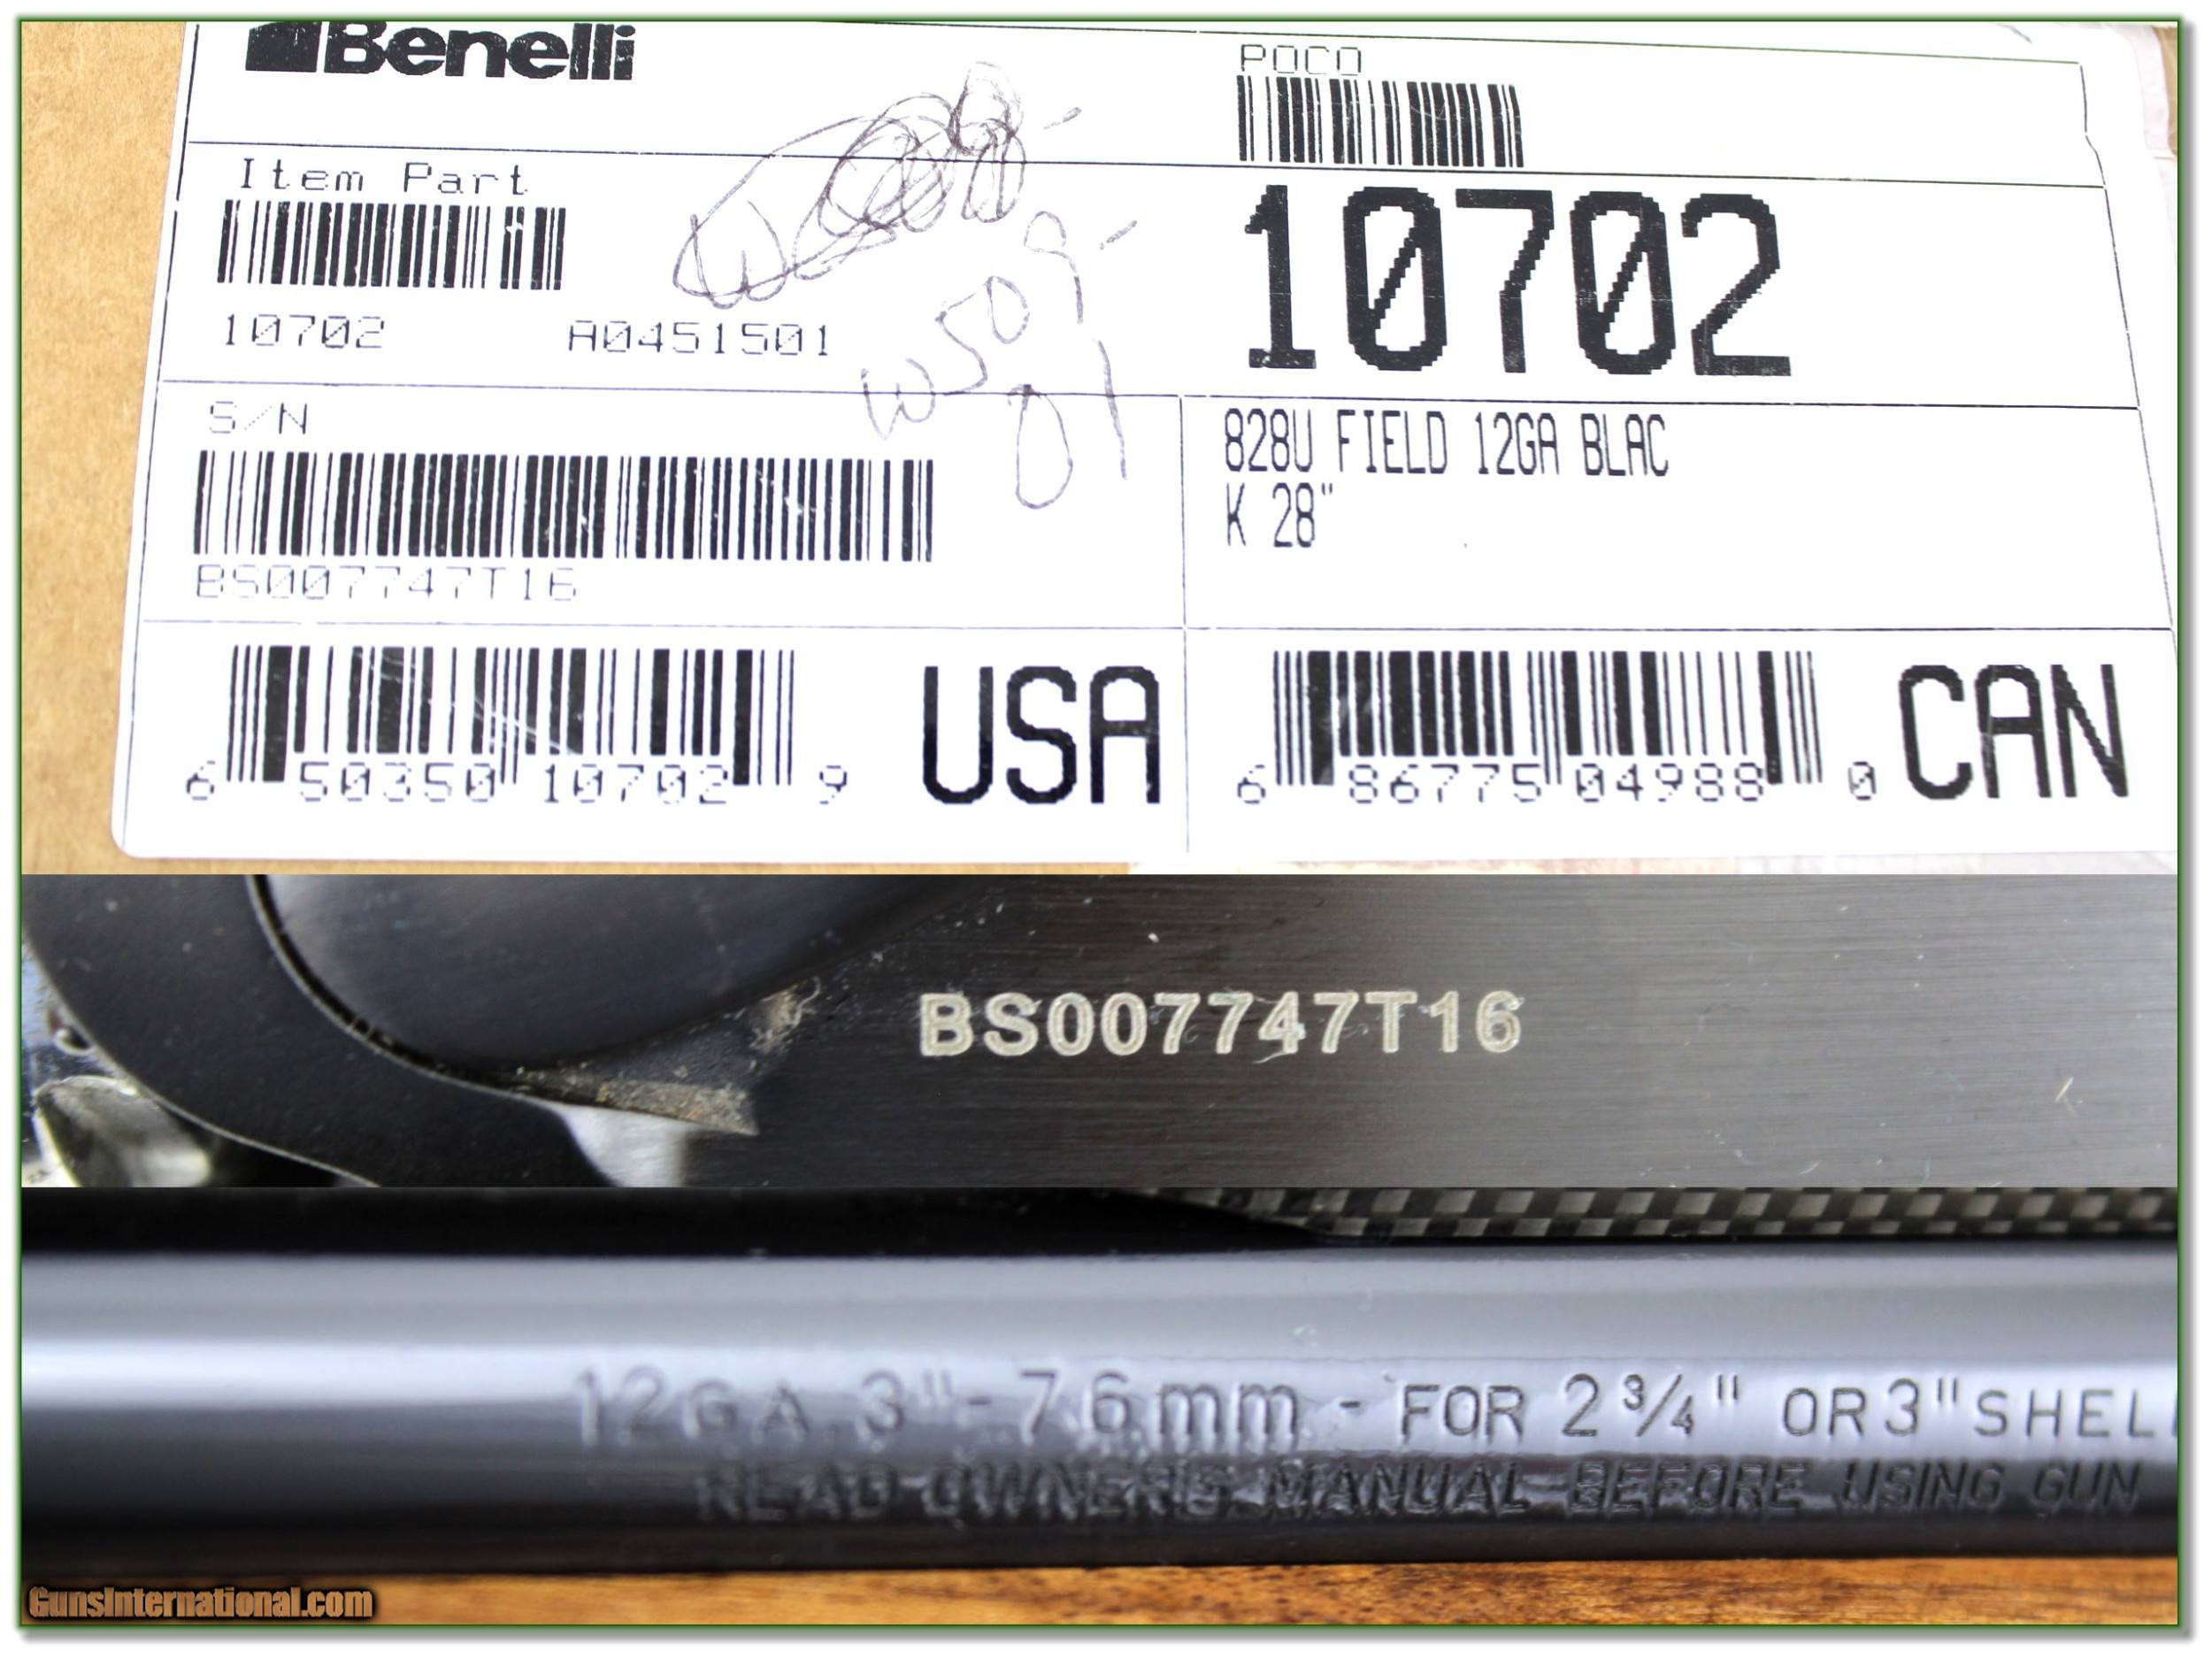 Benelli
POCO
Item Part
10702
10702 A0451501
S/N
828U FIELD 12GA BLAC
K 28"
BS007747T16
6 50350 10702 9 USA
6 86775 04988 0 CAN
BS007747T16
12GA 3"-76mm - FOR 2 3/4" OR 3" SHEL
READ OWNER'S MANUAL BEFORE USING GUN
GunsInternational.com